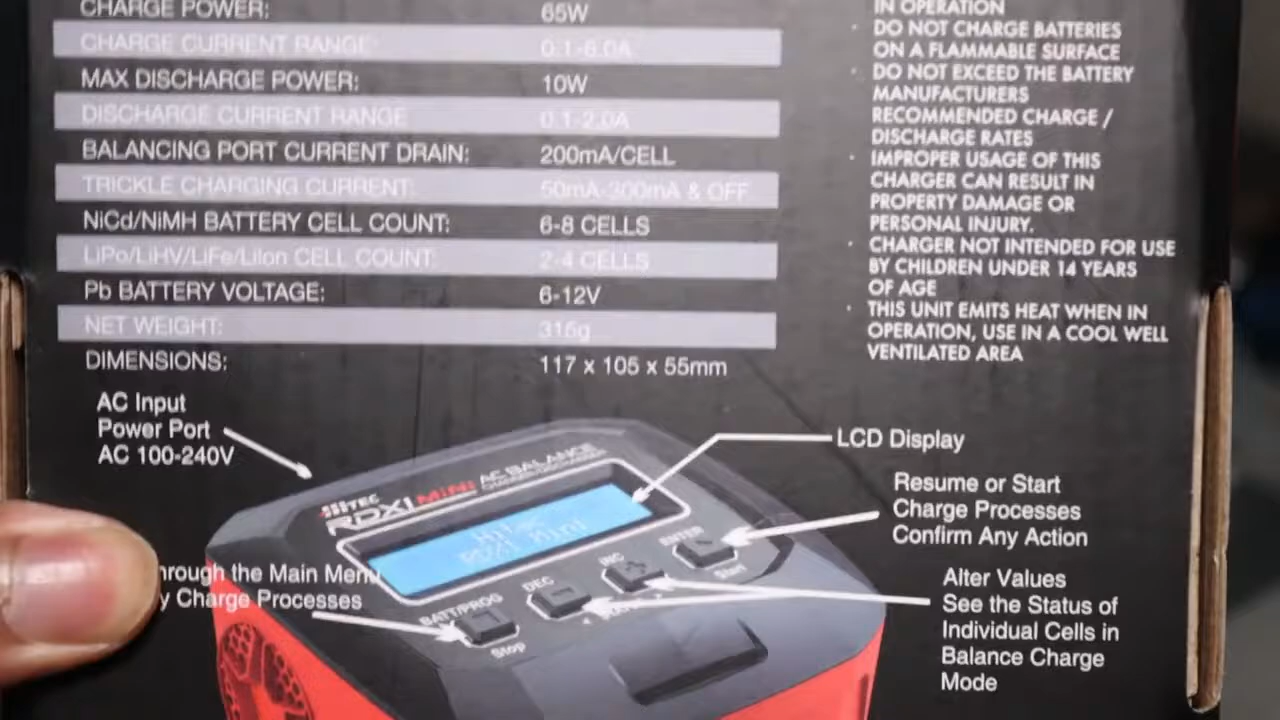 CHARGE POWER: 65W
CHARGE CURRENT RANGE: 0.1-6.0A
MAX DISCHARGE POWER: 10W
DISCHARGE CURRENT RANGE 0.1-2.0A
BALANCING PORT CURRENT DRAIN: 200mA/CELL
TRICKLE CHARGING CURRENT: 50mA-300mA & OFF
NiCd/NiMH BATTERY CELL COUNT: 6-8 CELLS
LiPo/LiHV/LiFe/LiIon CELL COUNT: 2-4 CELLS
Pb BATTERY VOLTAGE: 6-12V
NET WEIGHT: 315g
DIMENSIONS: 117 x 105 x 55mm
IN OPERATION
· DO NOT CHARGE BATTERIES
ON A FLAMMABLE SURFACE
· DO NOT EXCEED THE BATTERY
MANUFACTURERS
RECOMMENDED CHARGE /
DISCHARGE RATES
· IMPROPER USAGE OF THIS
CHARGER CAN RESULT IN
PROPERTY DAMAGE OR
PERSONAL INJURY.
· CHARGER NOT INTENDED FOR USE
BY CHILDREN UNDER 14 YEARS
OF AGE
· THIS UNIT EMITS HEAT WHEN IN
OPERATION, USE IN A COOL WELL
VENTILATED AREA
AC Input
Power Port
AC 100-240V
LCD Display
Resume or Start
Charge Processes
Confirm Any Action
HITEC
RDX1 MINI AC BALANCE
CHARGER/DISCHARGER
Hitec
RDX1 Mini
ENTER
Start
INC
DEC
BATT/PROG
Stop
hrough the Main Menu
y Charge Processes
Alter Values
See the Status of
Individual Cells in
Balance Charge
Mode